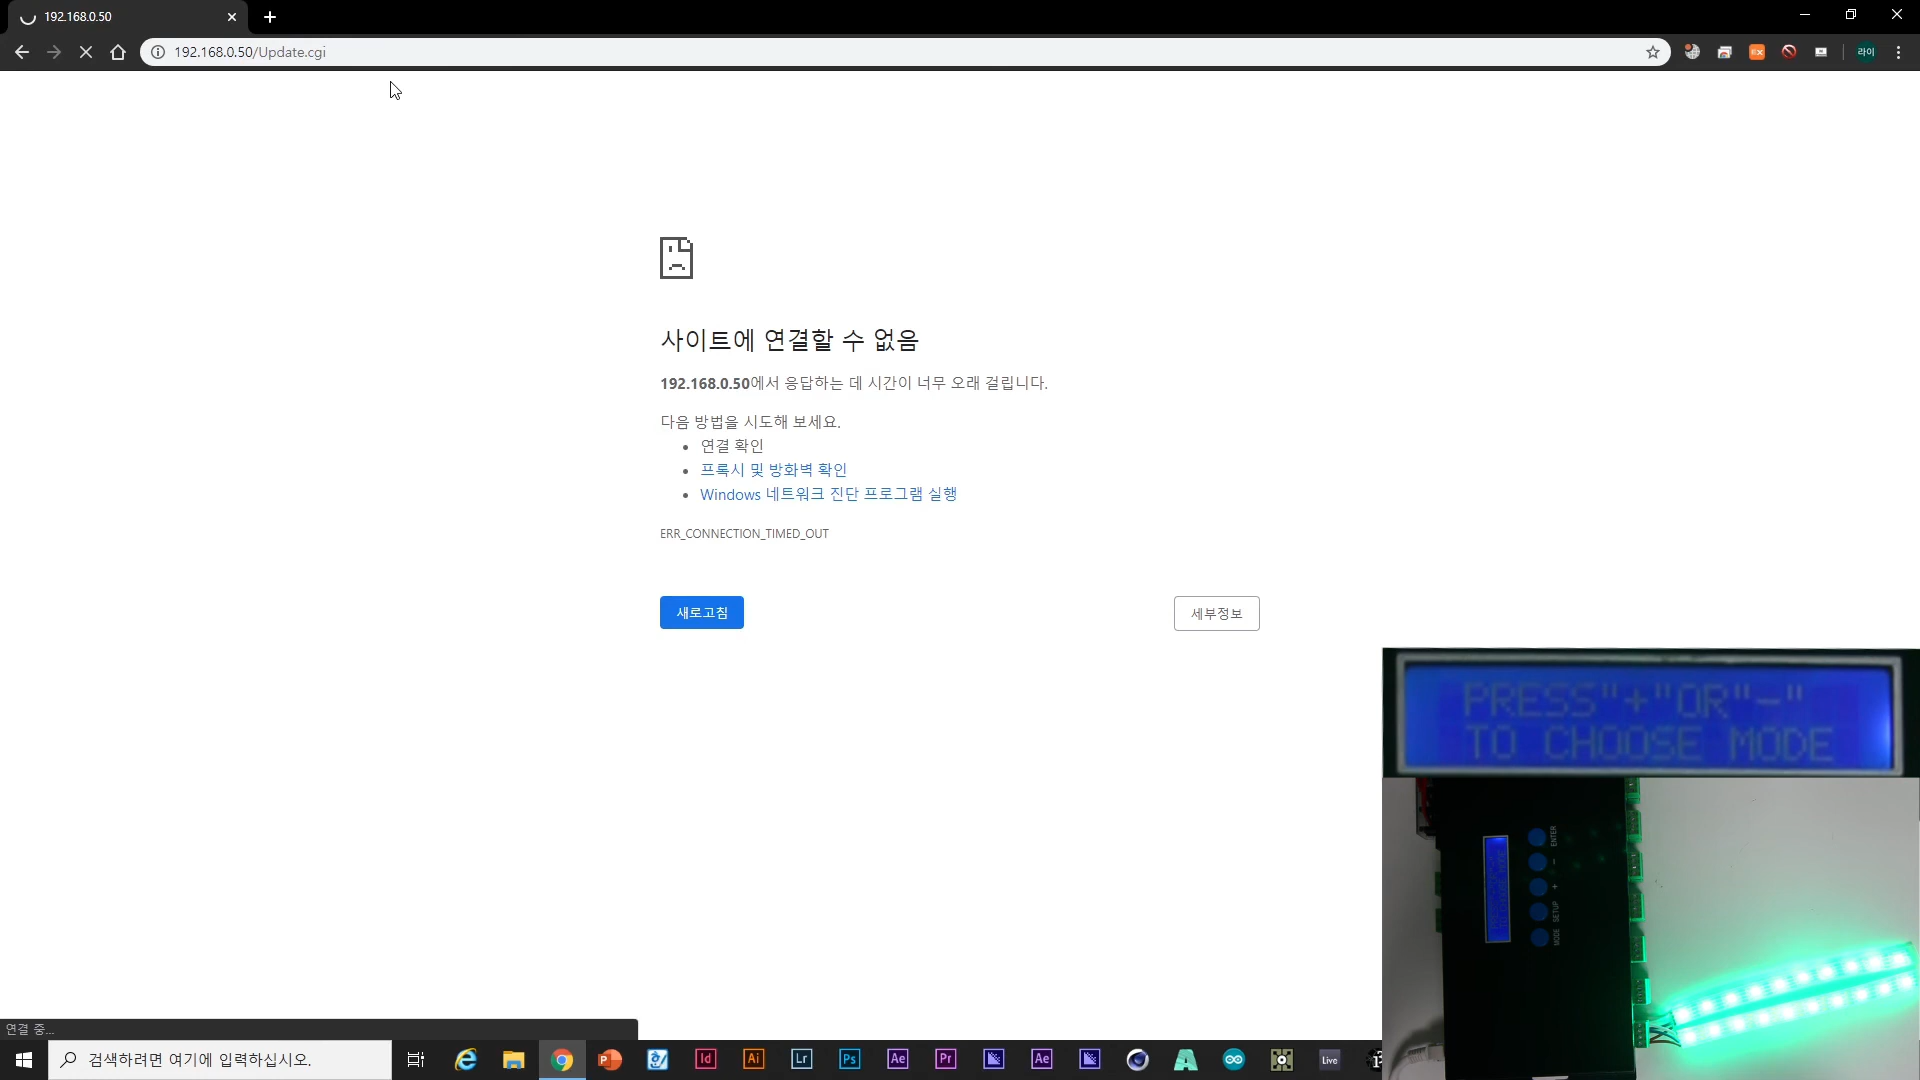 192.168.0.50
192.168.0.50/Update.cgi
라이
사이트에 연결할 수 없음
192.168.0.50에서 응답하는 데 시간이 너무 오래 걸립니다.
다음 방법을 시도해 보세요.
연결 확인
프록시 및 방화벽 확인
Windows 네트워크 진단 프로그램 실행
ERR_CONNECTION_TIMED_OUT
새로고침
세부정보
PRESS"+"OR"-"
TO CHOOSE MODE
ENTER
-
+
SETUP
MODE
연결 중...
검색하려면 여기에 입력하십시오.
Id
Ai
Lr
Ps
Ae
Pr
Ae
Live